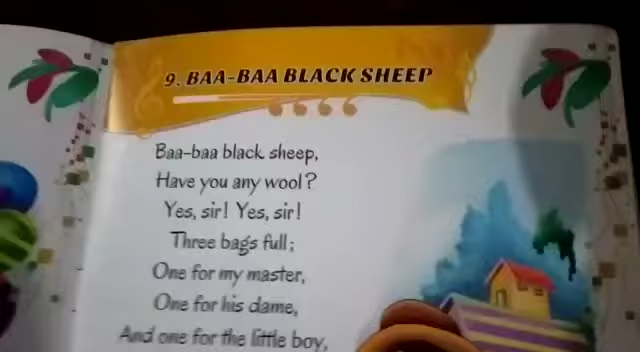 9. BAA-BAA BLACK SHEEP
Baa-baa black sheep,
Have you any wool?
Yes, sir! Yes, sir!
Three bags full;
One for my master,
One for his dame,
And one for the little boy,